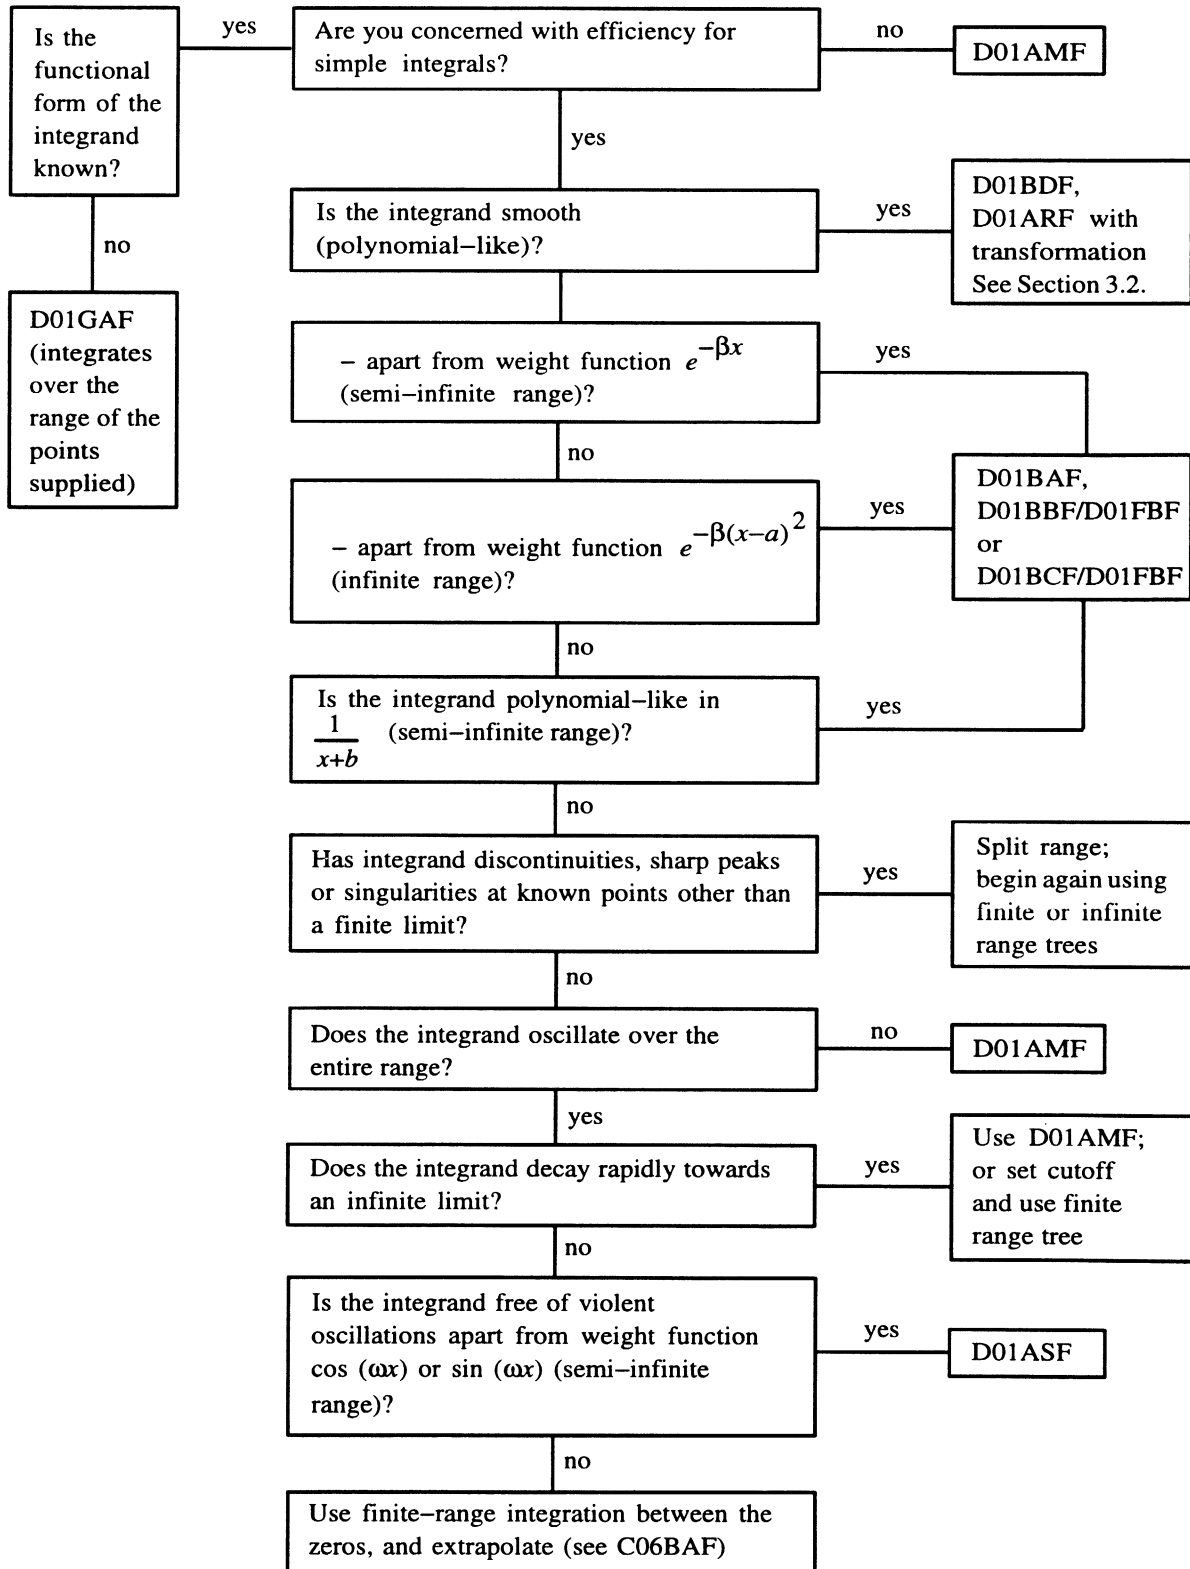 Is the
functional
form of the
integrand
known?
yes
Are you concerned with efficiency for
simple integrals?
no
D01AMF
yes
no
Is the integrand smooth
(polynomial–like)?
yes
D01BDF,
D01ARF with
transformation
See Section 3.2.
D01GAF
(integrates
over the
range of the
points
supplied)
– apart from weight function e^{–βx}
(semi–infinite range)?
yes
no
– apart from weight function e^{–β(x–a)^2}
(infinite range)?
yes
D01BAF,
D01BBF/D01FBF
or
D01BCF/D01FBF
no
Is the integrand polynomial–like in
1/(x+b) (semi–infinite range)?
yes
no
Has integrand discontinuities, sharp peaks
or singularities at known points other than
a finite limit?
yes
Split range;
begin again using
finite or infinite
range trees
no
Does the integrand oscillate over the
entire range?
no
D01AMF
yes
Does the integrand decay rapidly towards
an infinite limit?
yes
Use D01AMF;
or set cutoff
and use finite
range tree
no
Is the integrand free of violent
oscillations apart from weight function
cos (ωx) or sin (ωx) (semi–infinite
range)?
yes
D01ASF
no
Use finite–range integration between the
zeros, and extrapolate (see C06BAF)